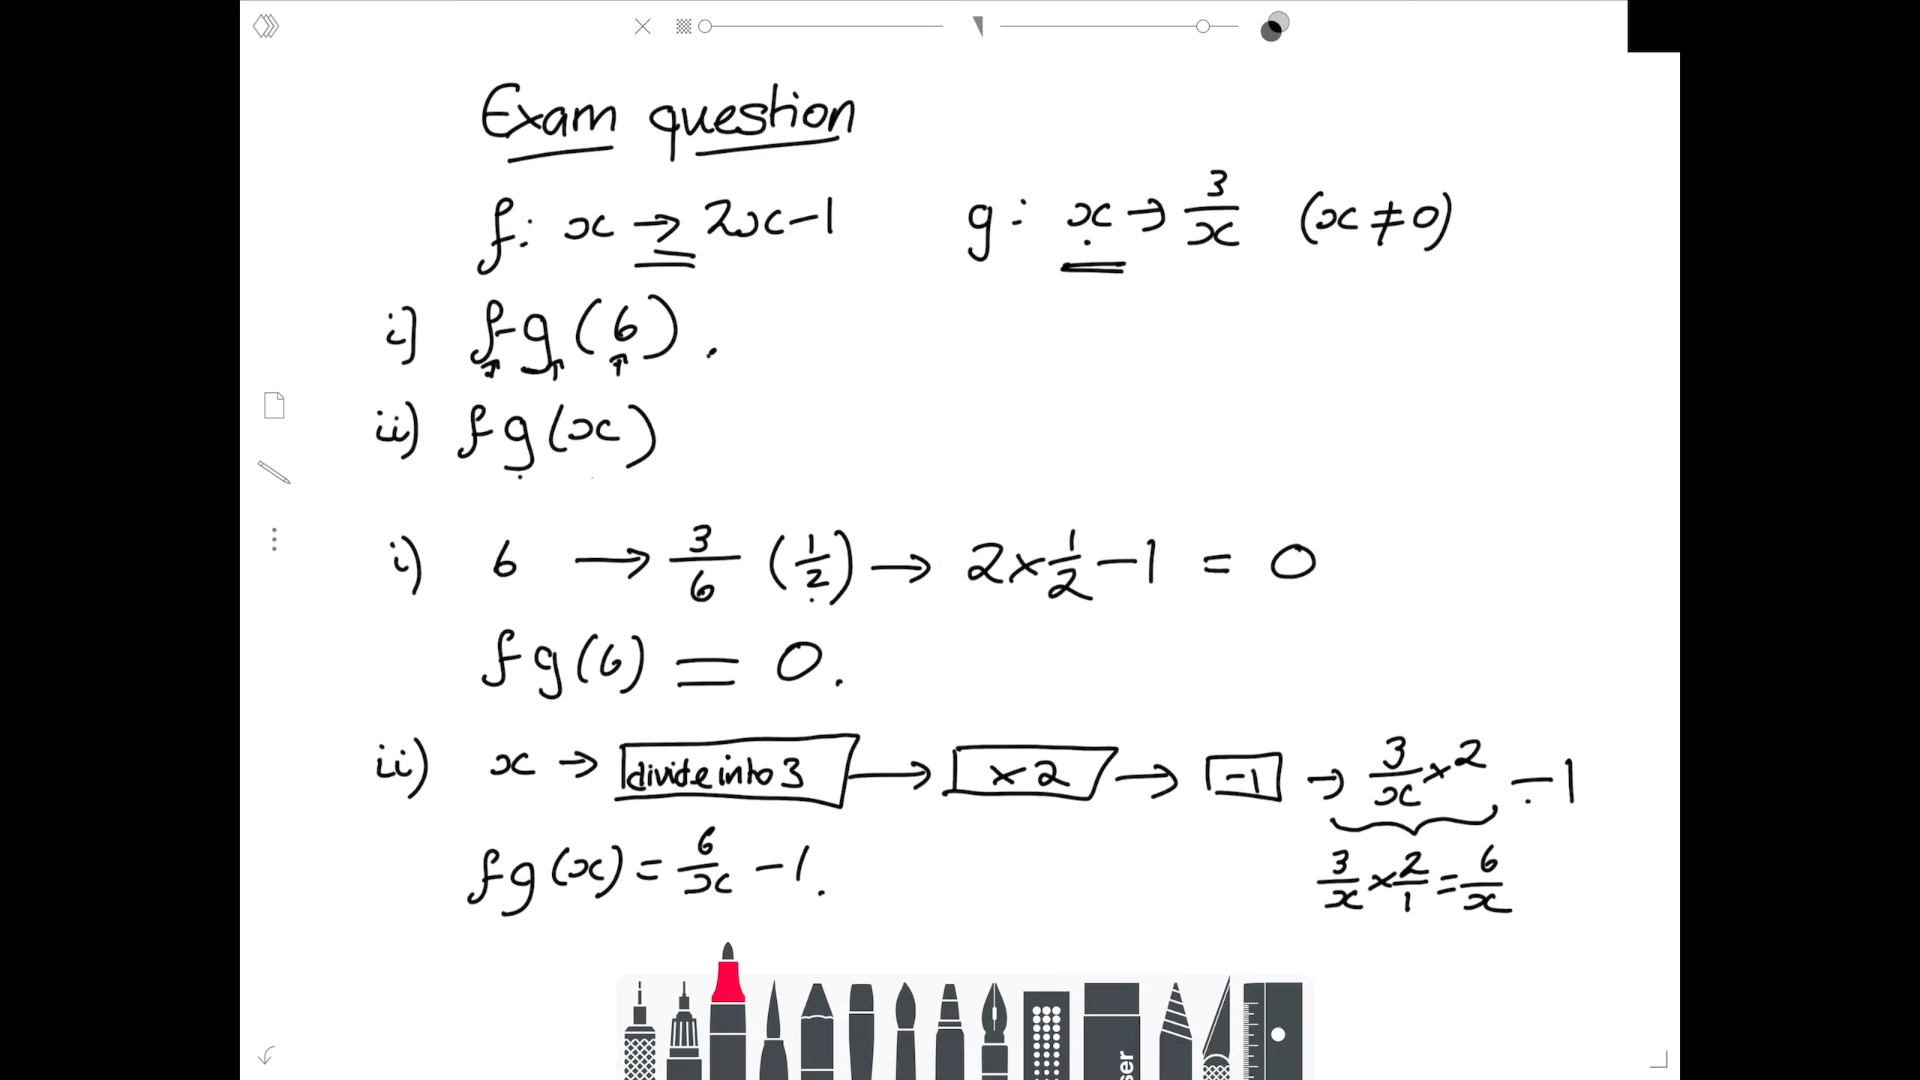 Exam question
f: x → 2x-1 g: x → 3/x (x ≠ 0)
i) fg(6).
ii) fg(x)
i) 6 → 3/6 (1/2) → 2×1/2-1 = 0
fg(6) = 0.
ii) x → divide into 3 → ×2 → -1 → 3/x×2 -1
fg(x) = 6/x -1. 3/x×2/1=6/x
ser